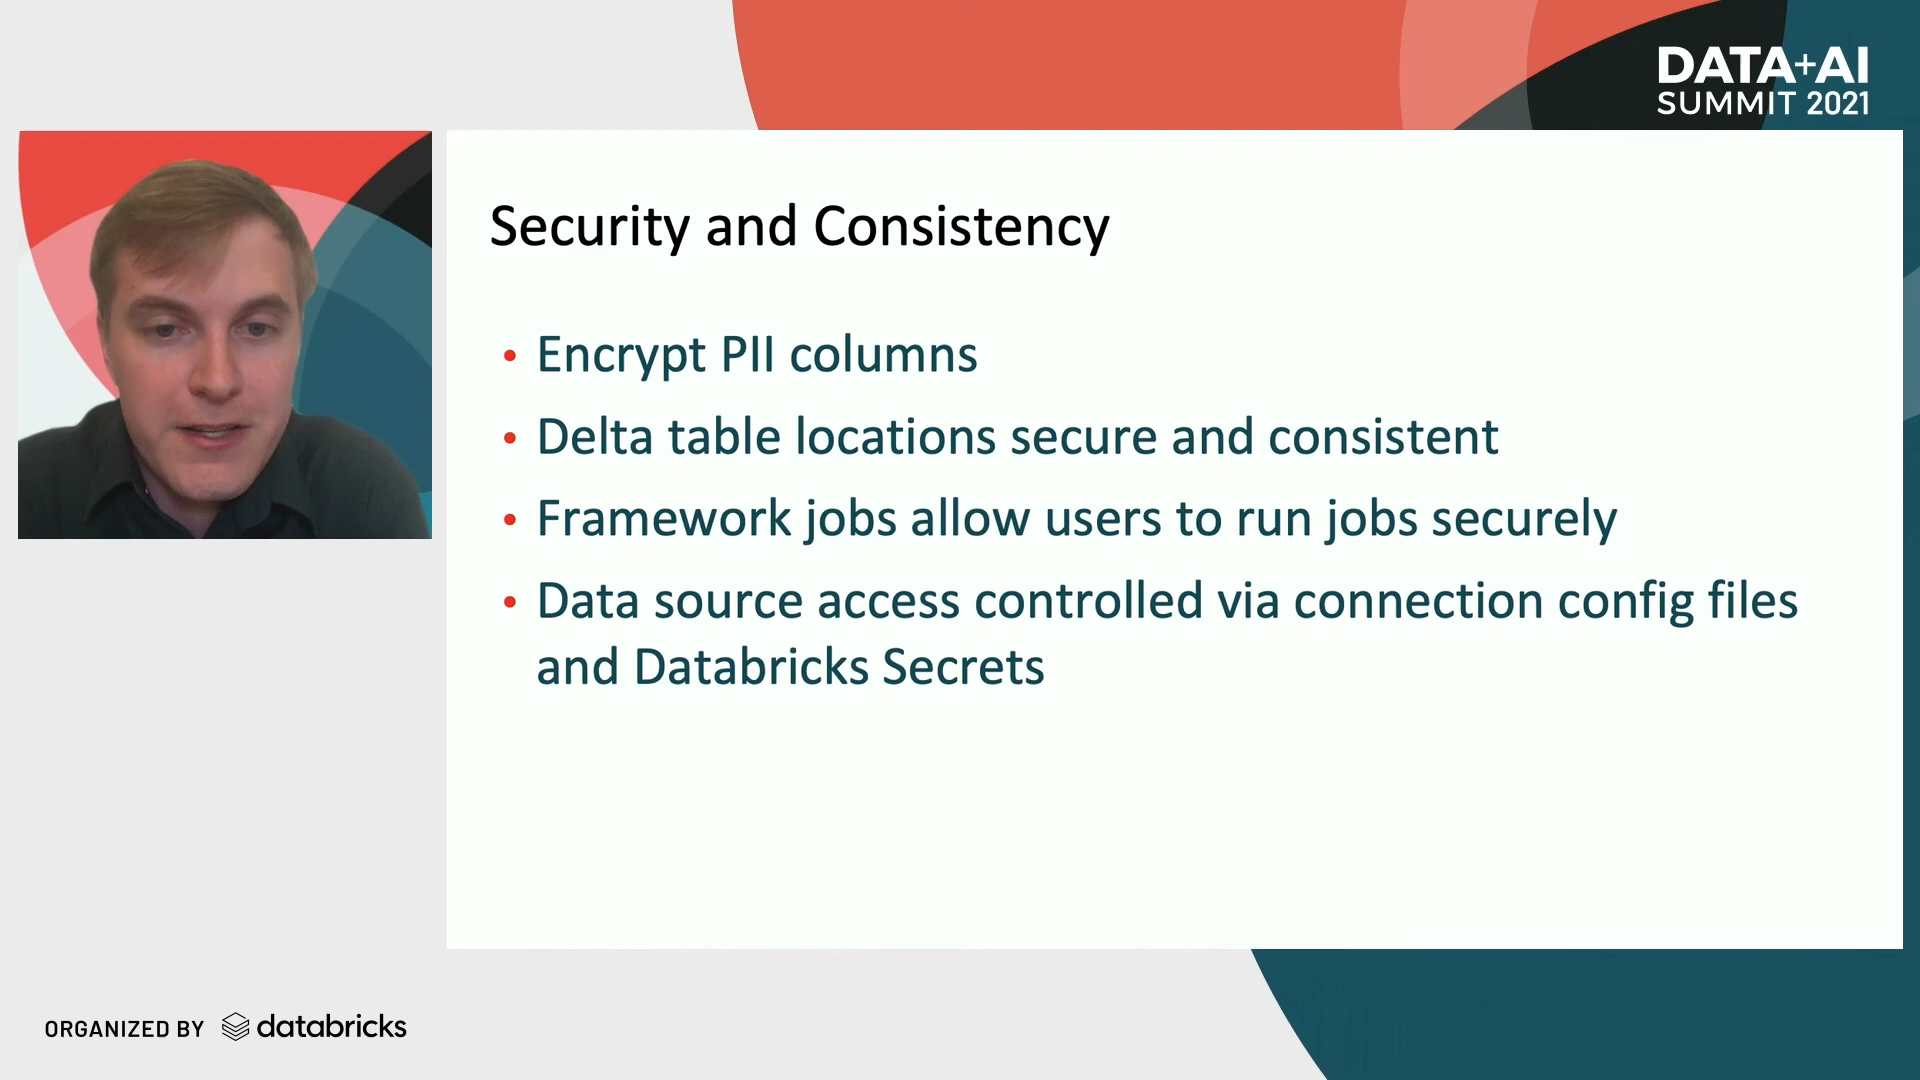 DATA+AI
SUMMIT 2021
Security and Consistency
• Encrypt PII columns
• Delta table locations secure and consistent
• Framework jobs allow users to run jobs securely
• Data source access controlled via connection config files
and Databricks Secrets
ORGANIZED BY databricks